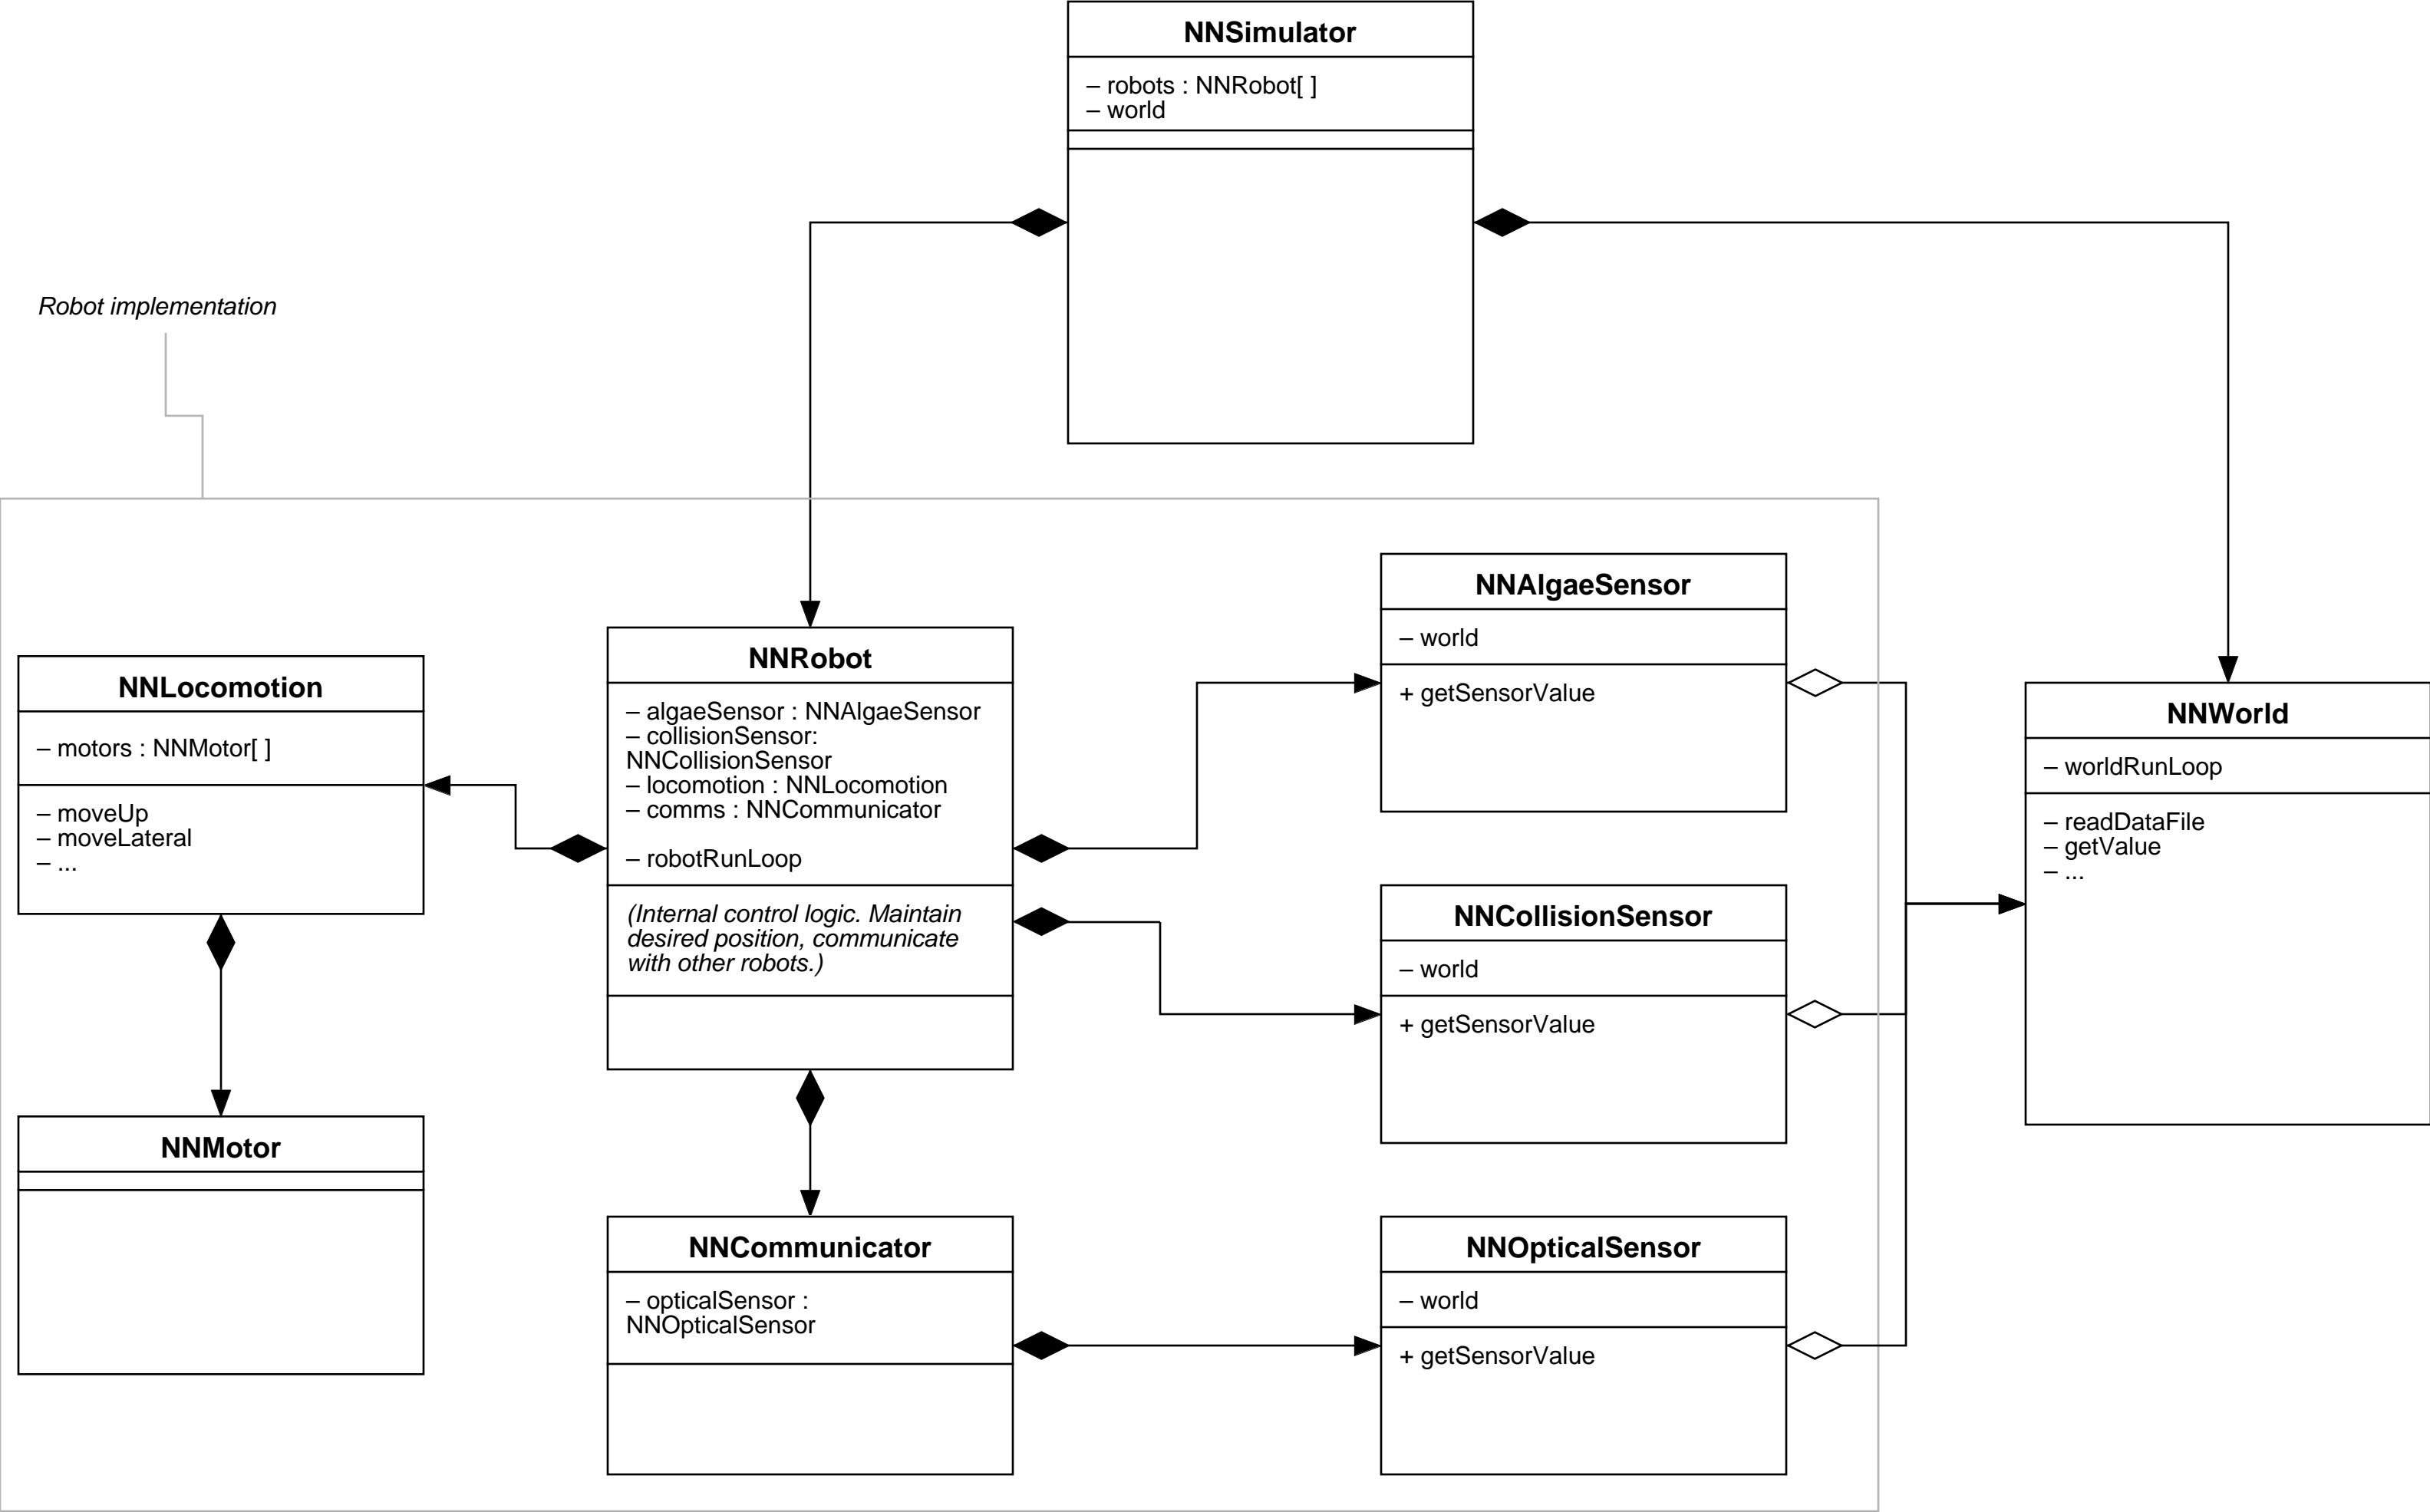 NNSimulator
– robots : NNRobot[ ]
– world
Robot implementation
NNLocomotion
– motors : NNMotor[ ]
– moveUp
– moveLateral
– ...
NNMotor
NNRobot
– algaeSensor : NNAlgaeSensor
– collisionSensor:
NNCollisionSensor
– locomotion : NNLocomotion
– comms : NNCommunicator
– robotRunLoop
(Internal control logic. Maintain
desired position, communicate
with other robots.)
NNCommunicator
– opticalSensor :
NNOpticalSensor
NNAlgaeSensor
– world
+ getSensorValue
NNCollisionSensor
– world
+ getSensorValue
NNOpticalSensor
– world
+ getSensorValue
NNWorld
– worldRunLoop
– readDataFile
– getValue
– ...